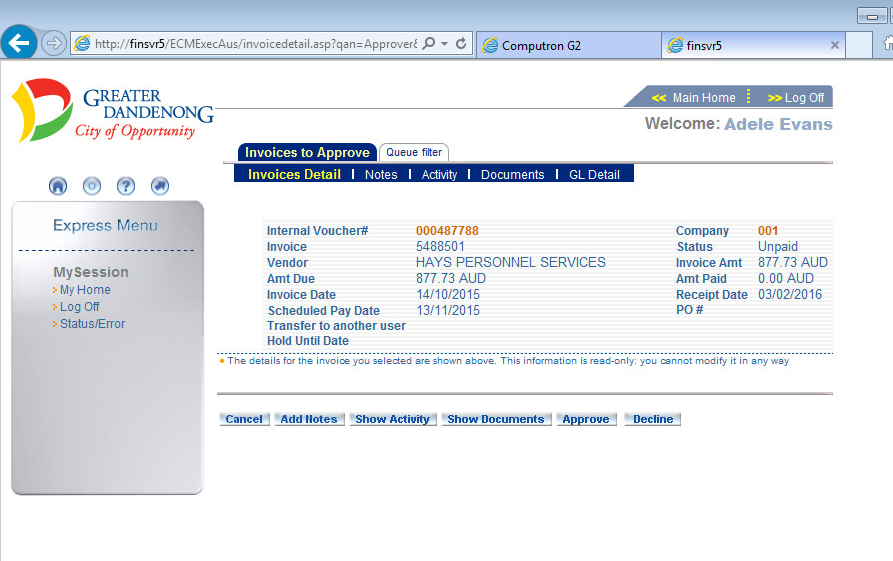 http://finsvr5/ECMExecAus/invoicedetail.asp?qan=Approver&
Computron G2
finsvr5
GREATER
DANDENONG
City of Opportunity
<< Main Home
>> Log Off
Welcome: Adele Evans
Invoices to Approve
Queue filter
Invoices Detail | Notes | Activity | Documents | GL Detail
Express Menu
MySession
My Home
Log Off
Status/Error
Internal Voucher# 000487788 Company 001
Invoice 5488501 Status Unpaid
Vendor HAYS PERSONNEL SERVICES Invoice Amt 877.73 AUD
Amt Due 877.73 AUD Amt Paid 0.00 AUD
Invoice Date 14/10/2015 Receipt Date 03/02/2016
Scheduled Pay Date 13/11/2015 PO #
Transfer to another user
Hold Until Date
The details for the invoice you selected are shown above. This information is read-only: you cannot modify it in any way
Cancel Add Notes Show Activity Show Documents Approve Decline